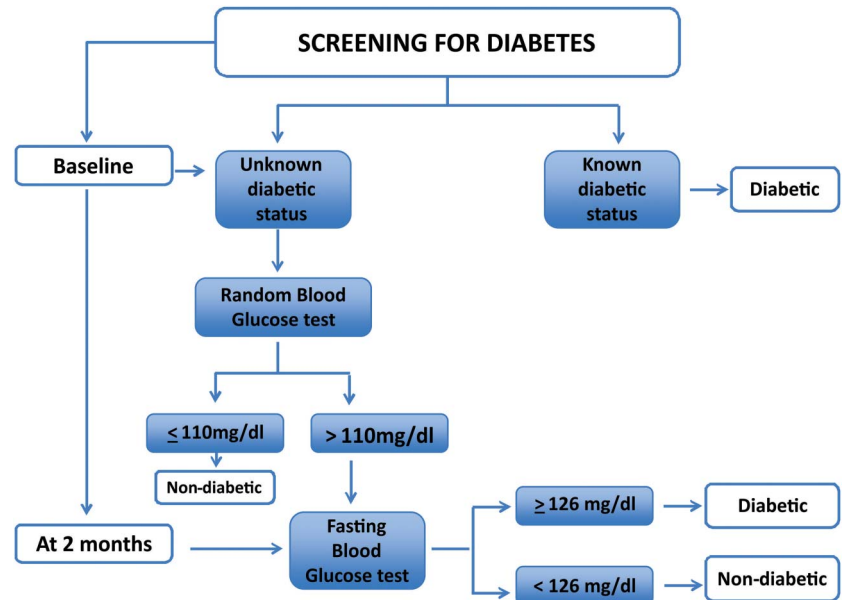 SCREENING FOR DIABETES
Baseline
Unknown
diabetic
status
Known
diabetic
status
Diabetic
Random Blood
Glucose test
≤ 110mg/dl
> 110mg/dl
Non-diabetic
At 2 months
Fasting
Blood
Glucose test
≥ 126 mg/dl
Diabetic
< 126 mg/dl
Non-diabetic